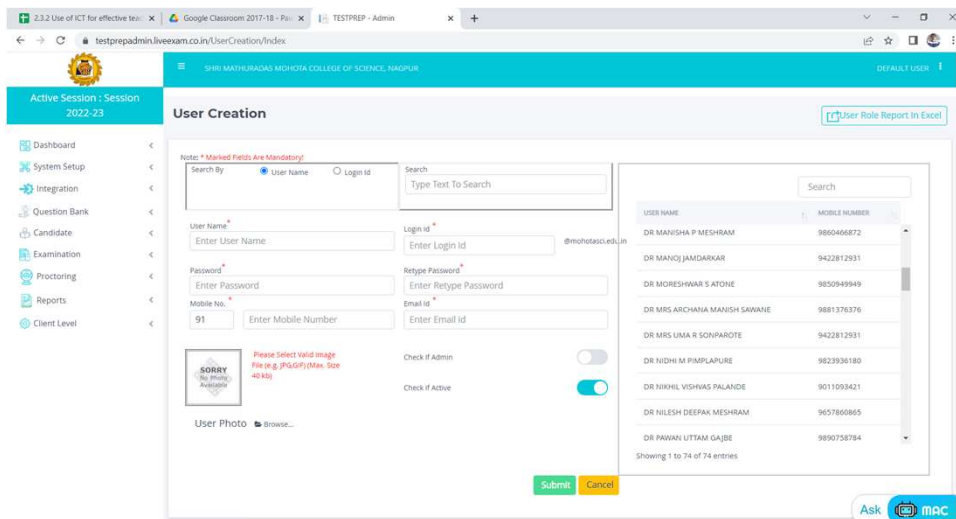 2.3.2 Use of ICT for effective teac
Google Classroom 2017-18 - Pa
TESTPREP - Admin
testprepadmin.liveexam.co.in/UserCreation/Index
SHRI MATHURADAS MOHOTA COLLEGE OF SCIENCE, NAGPUR
DEFAULT USER
Active Session : Session
2022-23
User Creation
User Role Report In Excel
Dashboard
System Setup
Integration
Question Bank
Candidate
Examination
Proctoring
Reports
Client Level
Note: * Marked Fields Are Mandatory!
Search By
User Name
Login Id
Search
Type Text To Search
User Name*
Enter User Name
Login Id *
Enter Login Id
@mohotasci.edu.in
Password*
Enter Password
Retype Password*
Enter Retype Password
Mobile No. *
91
Enter Mobile Number
Email Id *
Enter Email id
SORRY
No Photo
Available
Please Select Valid Image
File (e.g. JPG,GIF) (Max. Size
40 kb)
Check If Admin
Check If Active
User Photo
Browse...
Submit
Cancel
Search
USER NAME MOBILE NUMBER
DR MANISHA P MESHRAM 9860466872
DR MANOJ JAMDARKAR 9422812931
DR MORESHWAR S ATONE 9850949949
DR MRS ARCHANA MANISH SAWANE 9881376376
DR MRS UMA R SONPAROTE 9422812931
DR NIDHI M PIMPLAPURE 9823936180
DR NIKHIL VISHVAS PALANDE 9011093421
DR NILESH DEEPAK MESHRAM 9657860865
DR PAWAN UTTAM GAJBE 9890758784
Showing 1 to 74 of 74 entries
Ask MAC